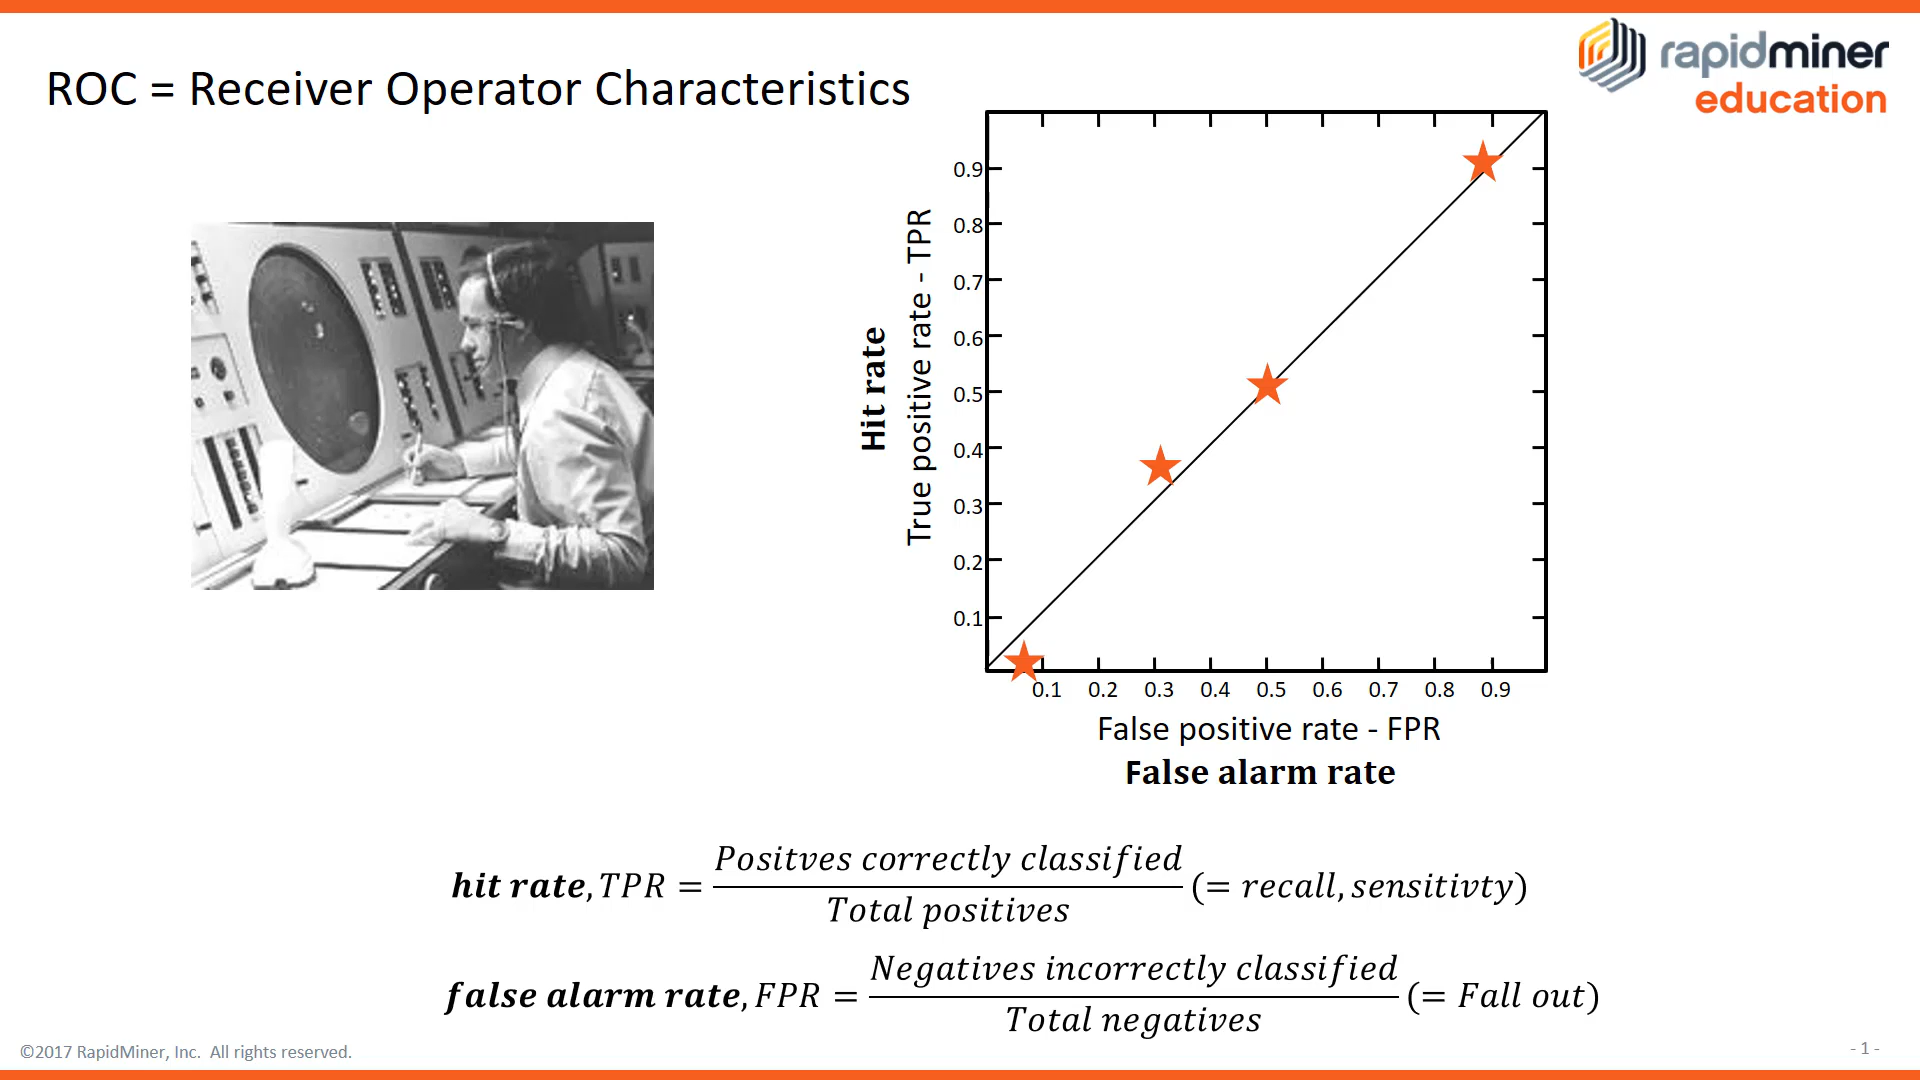 ROC = Receiver Operator Characteristics
rapidminer
education
Hit rate
True positive rate - TPR
0.9
0.8
0.7
0.6
0.5
0.4
0.3
0.2
0.1
0.1 0.2 0.3 0.4 0.5 0.6 0.7 0.8 0.9
False positive rate - FPR
False alarm rate
hit rate, TPR = Positves correctly classified / Total positives (= recall, sensitivty)
false alarm rate, FPR = Negatives incorrectly classified / Total negatives (= Fall out)
©2017 RapidMiner, Inc. All rights reserved.
- 1 -